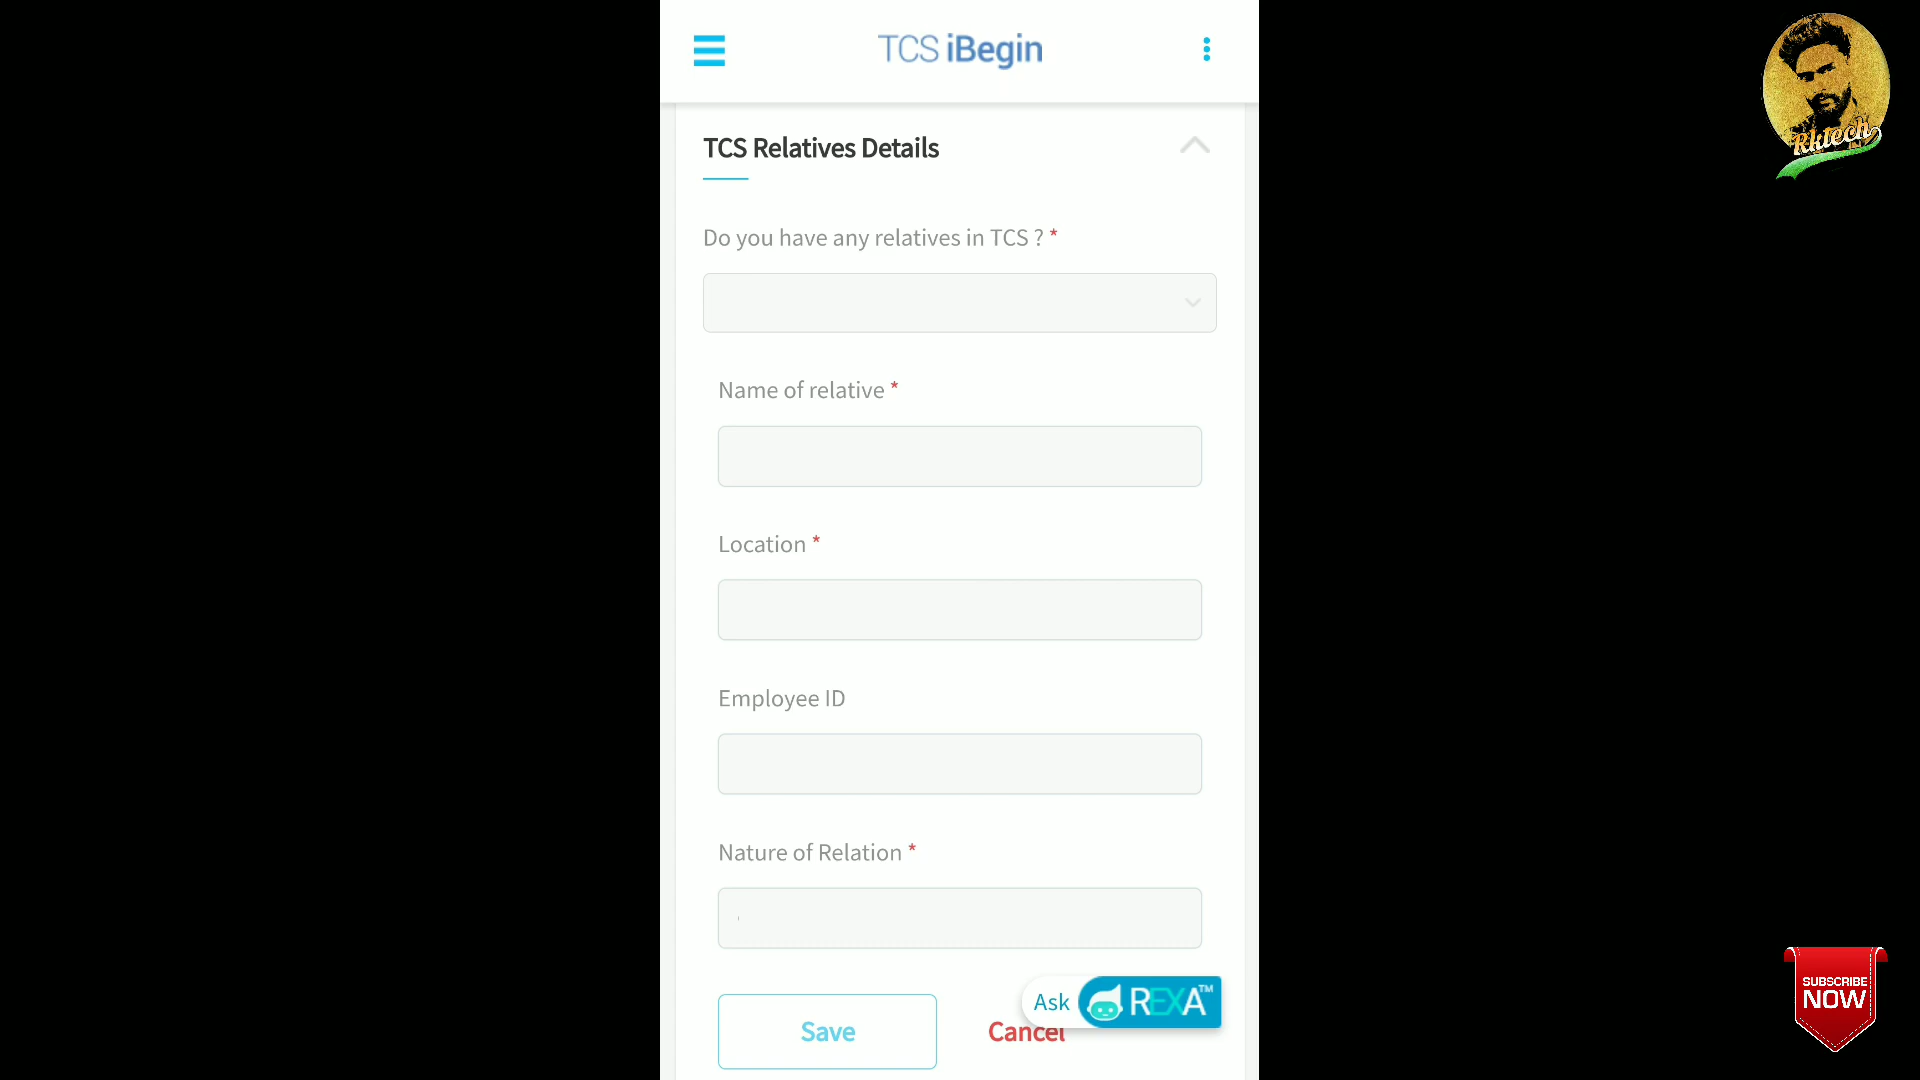 TCS iBegin
TCS Relatives Details
Do you have any relatives in TCS ? *
Name of relative *
Location *
Employee ID
Nature of Relation *
Save
Cancel
Ask REXA™
Rktech
SUBSCRIBE
NOW